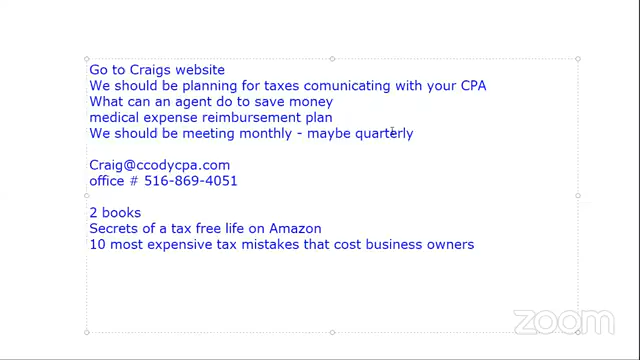 Go to Craigs website
We should be planning for taxes comunicating with your CPA
What can an agent do to save money
medical expense reimbursement plan
We should be meeting monthly - maybe quarterly
Craig@ccodycpa.com
office # 516-869-4051
2 books
Secrets of a tax free life on Amazon
10 most expensive tax mistakes that cost business owners
zoom